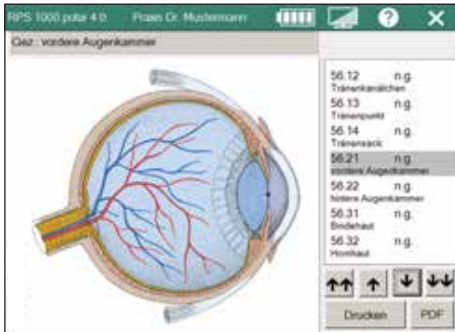 RPS 1000 polar 4.0 Praxis Dr. Mustermann
?
Gez.: vordere Augenkammer
56.12 n.g.
Tränenkanälchen
56.13 n.g.
Tränenpunkt
56.14 n.g.
Tränensack
56.21 n.g.
vordere Augenkammer
56.22 n.g.
hintere Augenkammer
56.31 n.g.
Bindehaut
56.32 n.g.
Hornhaut
Drucken PDF